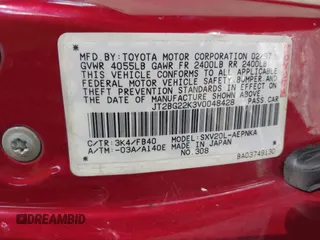 MFD. BY: TOYOTA MOTOR CORPORATION 02/97
GVWR 4055LB GAWR FR 2400LB RR 2400LB
THIS VEHICLE CONFORMS TO ALL APPLICABLE
FEDERAL MOTOR VEHICLE SAFETY, BUMPER, AND
THEFT PREVENTION STANDARDS IN EFFECT ON THE
DATE OF MANUFACTURE SHOWN ABOVE.
JT2BG22K3V0048428 PASS. CAR
C/TR: 3K4/FB40 MODEL: SXV20L-AEPNKA
A/TM: -03A/A140E MADE IN JAPAN
NO.308
BA03749130
DREAMBID